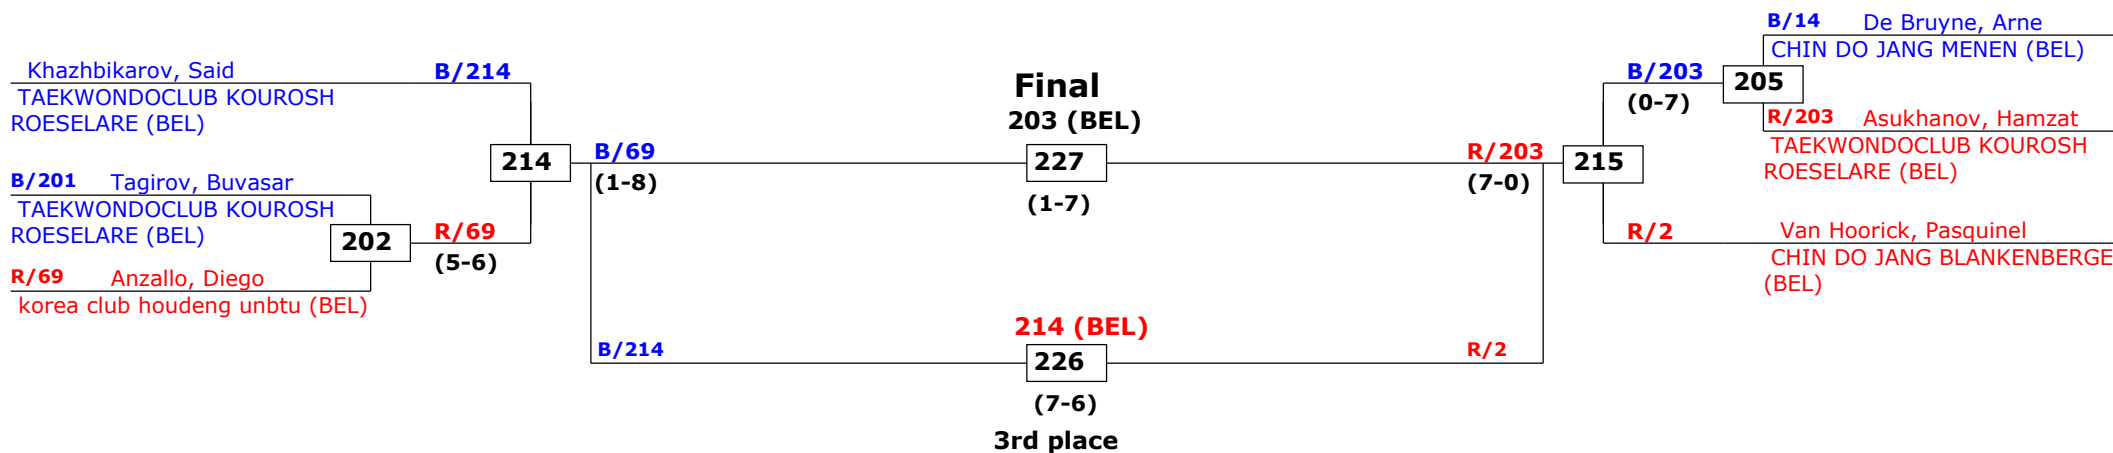 Khazhbikarov, Said
TAEKWONDOCLUB KOUROSH
ROESELARE (BEL)
B/214
B/201 Tagirov, Buvasar
TAEKWONDOCLUB KOUROSH
ROESELARE (BEL)
R/69 Anzallo, Diego
korea club houdeng unbtu (BEL)
202
R/69
(5-6)
214
B/69
(1-8)
Final
203 (BEL)
227
(1-7)
B/214
214 (BEL)
226
(7-6)
3rd place
R/2
R/203
(7-0)
215
B/203
(0-7)
205
B/14 De Bruyne, Arne
CHIN DO JANG MENEN (BEL)
R/203 Asukhanov, Hamzat
TAEKWONDOCLUB KOUROSH
ROESELARE (BEL)
R/2
Van Hoorick, Pasquinel
CHIN DO JANG BLANKENBERGE
(BEL)